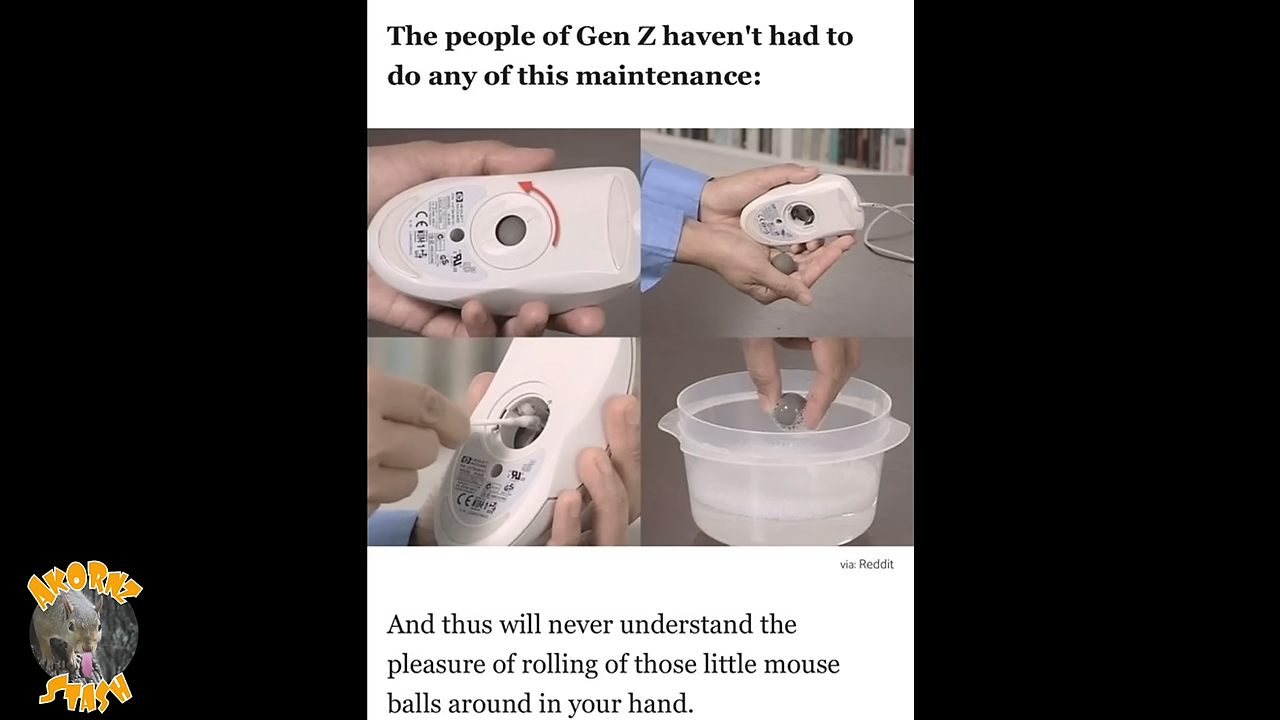 The people of Gen Z haven't had to
do any of this maintenance:
via: Reddit
And thus will never understand the
pleasure of rolling of those little mouse
balls around in your hand.
AKORNZ
STASH